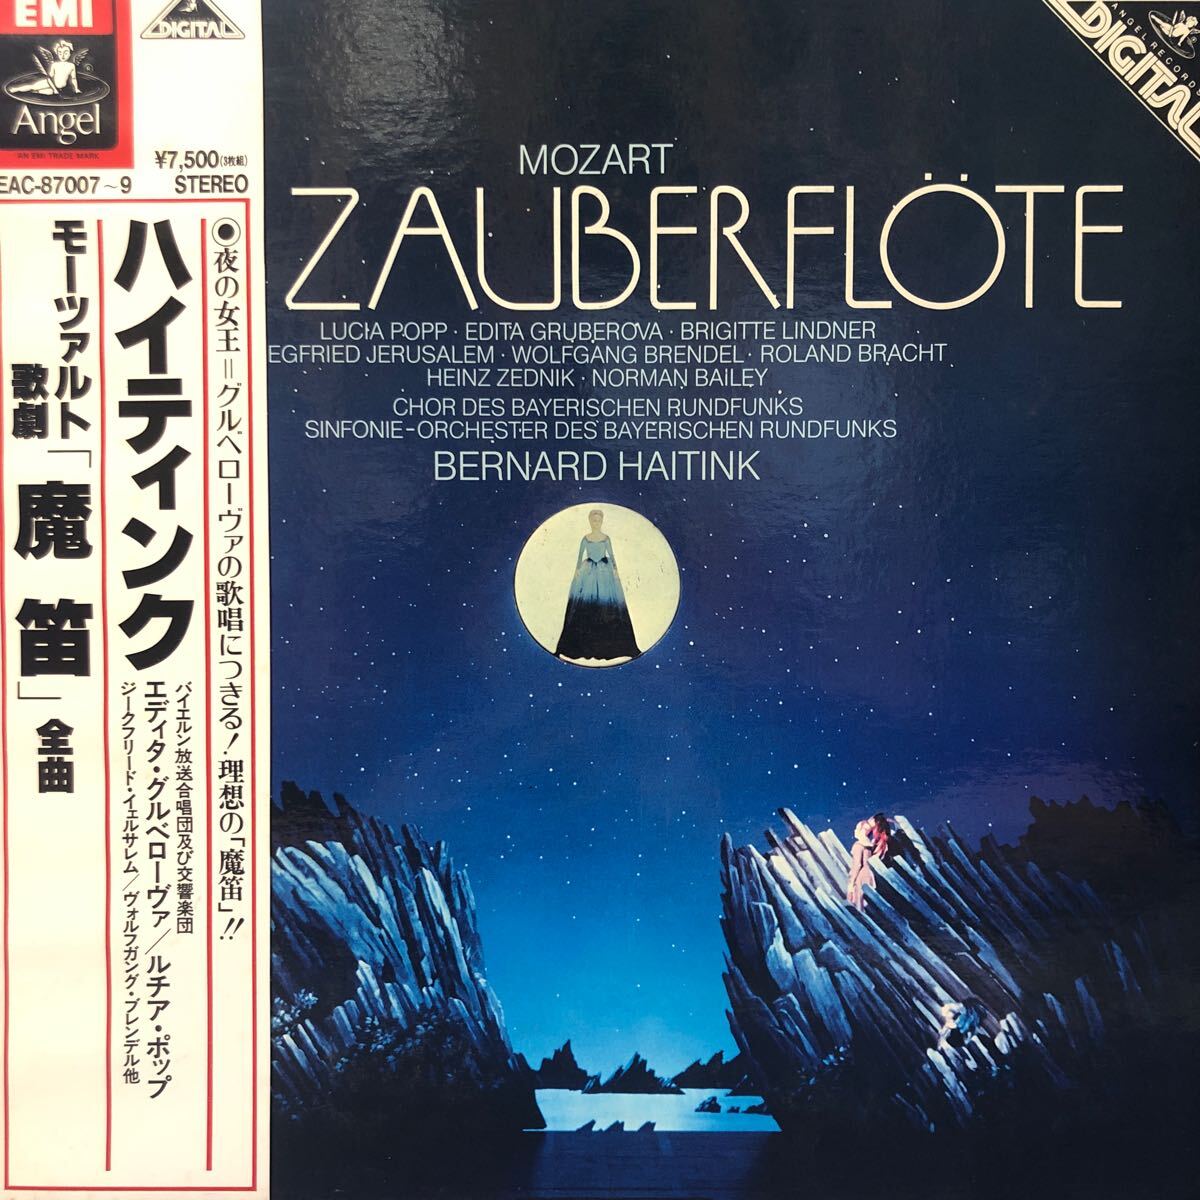 EMI
Angel
AN EMI TRADE MARK
DIGITAL
¥7,500(3枚組)
EAC-87007~9 STEREO
◉夜の女王=グルベローヴァの歌唱につきる!理想の「魔笛」!!
ハイティンク
バイエルン放送合唱団及び交響楽団
エディタ・グルベローヴァ/ルチア・ポップ
ジークフリード・イェルサレム/ヴォルフガング・ブレンデル他
モーツァルト
歌劇「魔笛」全曲
ANGEL RECORDS
DIGITAL
MOZART
ZAUBERFLÖTE
LUCIA POPP · EDITA GRUBEROVA · BRIGITTE LINDNER
EGFRIED JERUSALEM · WOLFGANG BRENDEL · ROLAND BRACHT
HEINZ ZEDNIK · NORMAN BAILEY
CHOR DES BAYERISCHEN RUNDFUNKS
SINFONIE-ORCHESTER DES BAYERISCHEN RUNDFUNKS
BERNARD HAITINK